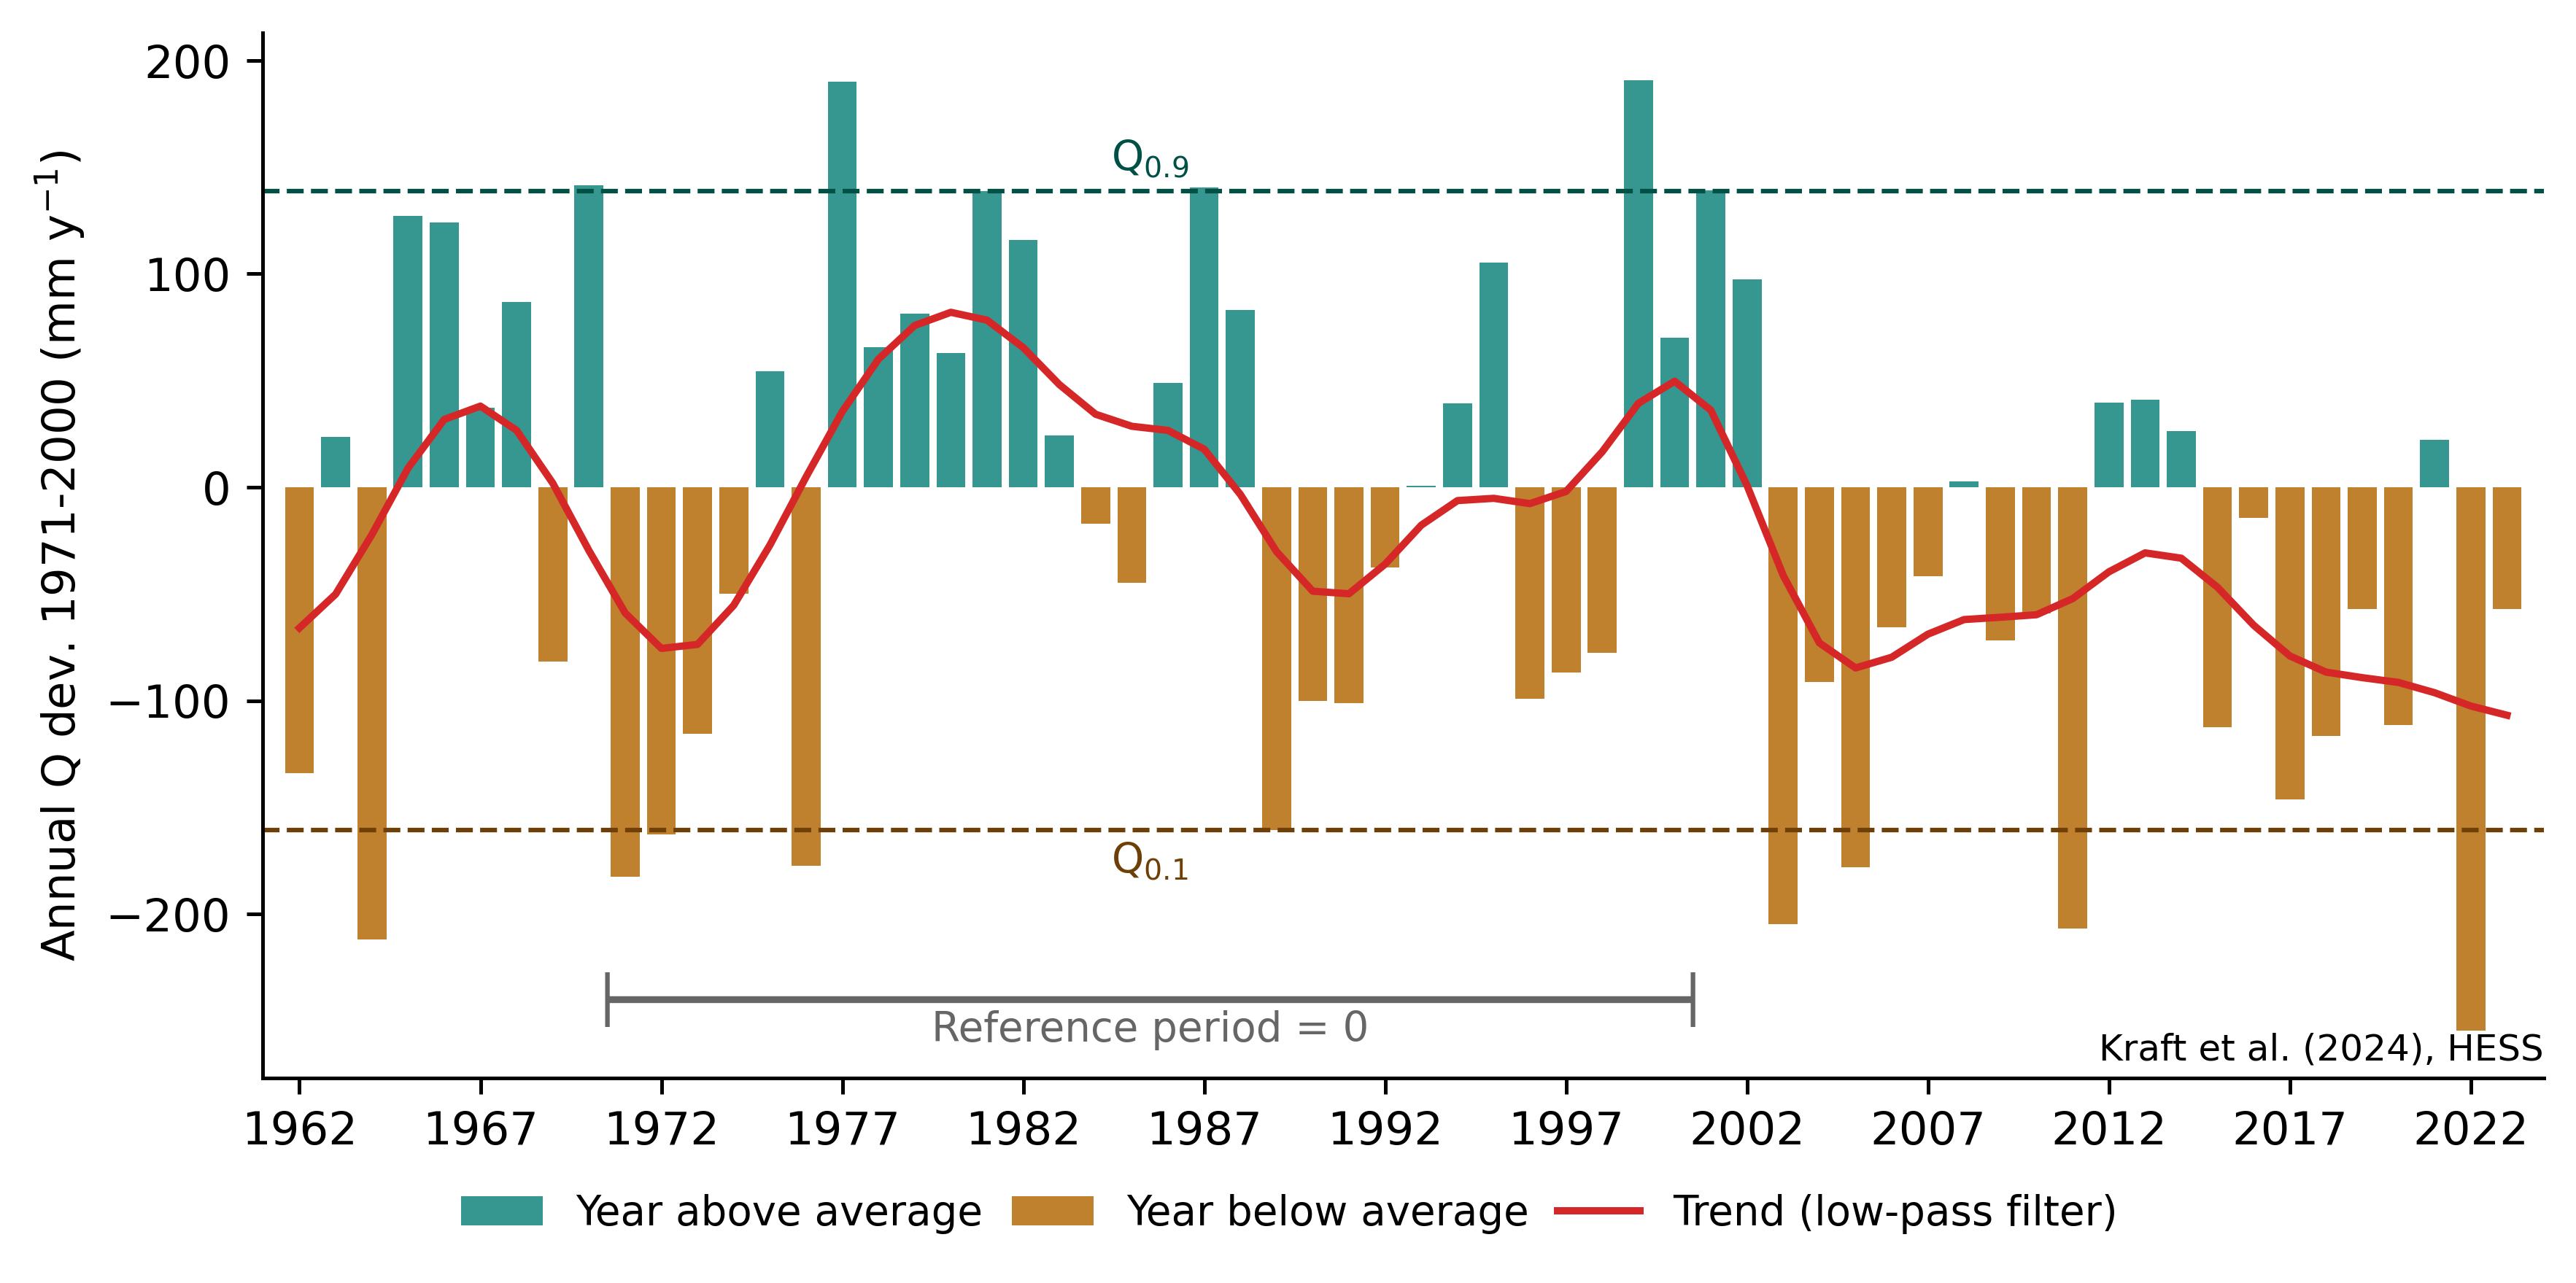 Annual Q dev. 1971-2000 (mm y⁻¹)
200
100
0
−100
−200
Q₀.₉
Q₀.₁
Reference period = 0
Kraft et al. (2024), HESS
1962 1967 1972 1977 1982 1987 1992 1997 2002 2007 2012 2017 2022
Year above average Year below average Trend (low-pass filter)